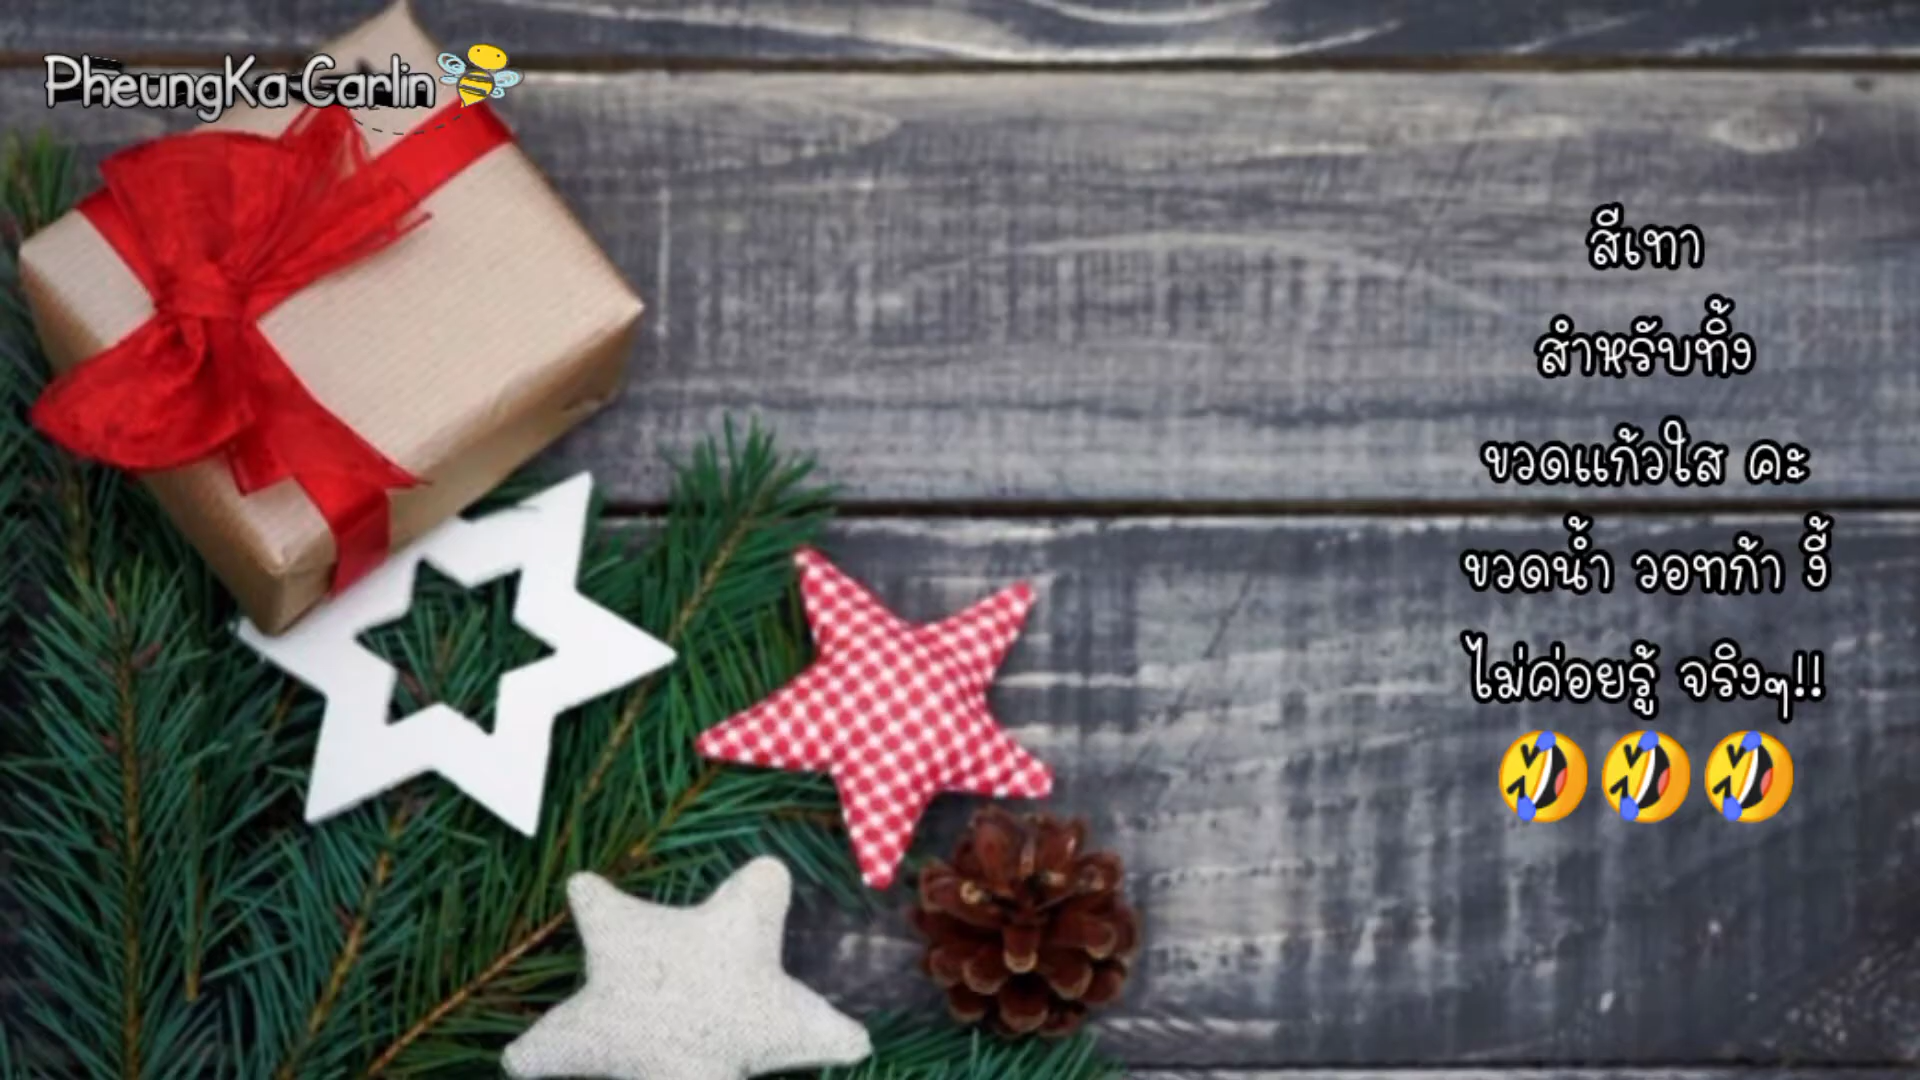 PheungKa Carlin
สีเทา
สำหรับทิ้ง
ขวดแก้วใส คะ
ขวดน้ำ วอทก้า งี้
ไม่ค่อยรู้ จริงๆ!!
🤣🤣🤣